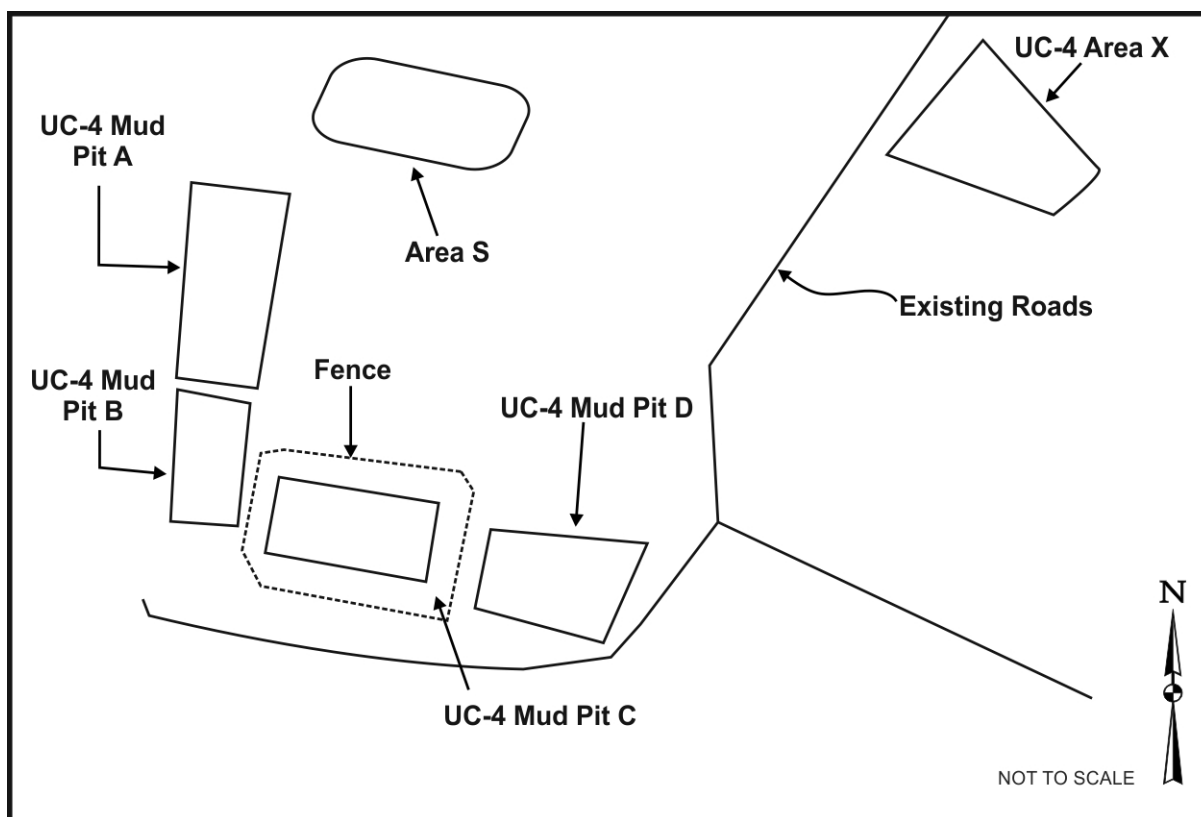 UC-4 Area X
UC-4 Mud
Pit A
Area S
Existing Roads
Fence
UC-4 Mud
Pit B
UC-4 Mud Pit D
N
UC-4 Mud Pit C
NOT TO SCALE